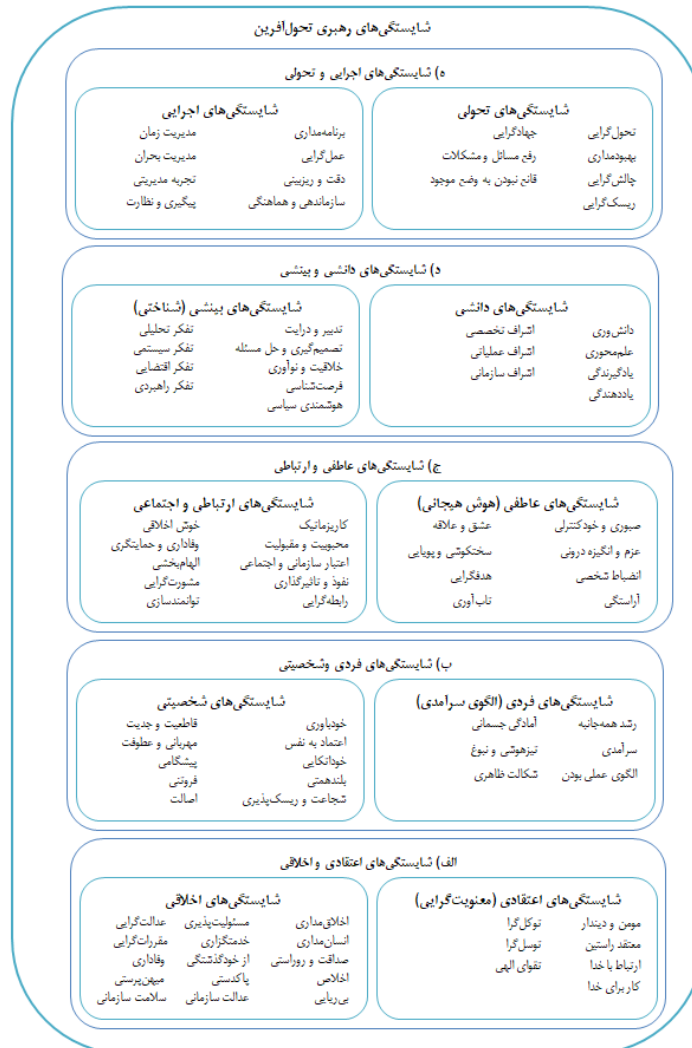 شایستگی‌های رهبری تحول‌آفرین
ه) شایستگی‌های اجرایی و تحولی
شایستگی‌های تحولی
تحول‌گرایی جهادگرایی
بهبودمداری رفع مسائل و مشکلات
چالش‌گرایی قانع نبودن به وضع موجود
ریسک‌گرایی
شایستگی‌های اجرایی
برنامه‌مداری مدیریت زمان
عمل‌گرایی مدیریت بحران
دقت و ریزبینی تجربه مدیریتی
سازماندهی و هماهنگی پیگیری و نظارت
د) شایستگی‌های دانشی و بینشی
شایستگی‌های دانشی
دانش‌وری اشراف تخصصی
علم‌محوری اشراف عملیاتی
یادگیرندگی اشراف سازمانی
یاددهندگی
شایستگی‌های بینشی (شناختی)
تدبیر و درایت تفکر تحلیلی
تصمیم‌گیری و حل مسئله تفکر سیستمی
خلاقیت و نوآوری تفکر اقتضایی
فرصت‌شناسی تفکر راهبردی
هوشمندی سیاسی
ج) شایستگی‌های عاطفی و ارتباطی
شایستگی‌های عاطفی (هوش هیجانی)
صبوری و خودکنترلی عشق و علاقه
عزم و انگیزه درونی سختکوشی و پویایی
انضباط شخصی هدفگرایی
آراستگی تاب‌آوری
شایستگی‌های ارتباطی و اجتماعی
کاریزماتیک خوش اخلاقی
محبوبیت و مقبولیت وفاداری و حمایتگری
اعتبار سازمانی و اجتماعی الهام‌بخشی
نفوذ و تاثیرگذاری مشورت‌گرایی
رابطه‌گرایی توانمندسازی
ب) شایستگی‌های فردی وشخصیتی
شایستگی‌های فردی (الگوی سرآمدی)
رشد همه‌جانبه آمادگی جسمانی
سرآمدی تیزهوشی و نبوغ
الگوی عملی بودن شکالت ظاهری
شایستگی‌های شخصیتی
خودباوری قاطعیت و جدیت
اعتماد به نفس مهربانی و عطوفت
خوداتکایی پیشگامی
بلندهمتی فروتنی
شجاعت و ریسک‌پذیری اصالت
الف) شایستگی‌های اعتقادی و اخلاقی
شایستگی‌های اعتقادی (معنویت‌گرایی)
مومن و دیندار توکل‌گرا
معتقد راستین توسل‌گرا
ارتباط با خدا تقوای الهی
کار برای خدا
شایستگی‌های اخلاقی
اخلاق‌مداری مسئولیت‌پذیری عدالت‌گرایی
انسان‌مداری خدمتگزاری مقررات‌گرایی
صداقت و روراستی از خودگذشتگی وفاداری
اخلاص پاکدستی میهن‌پرستی
بی‌ریایی عدالت سازمانی سلامت سازمانی